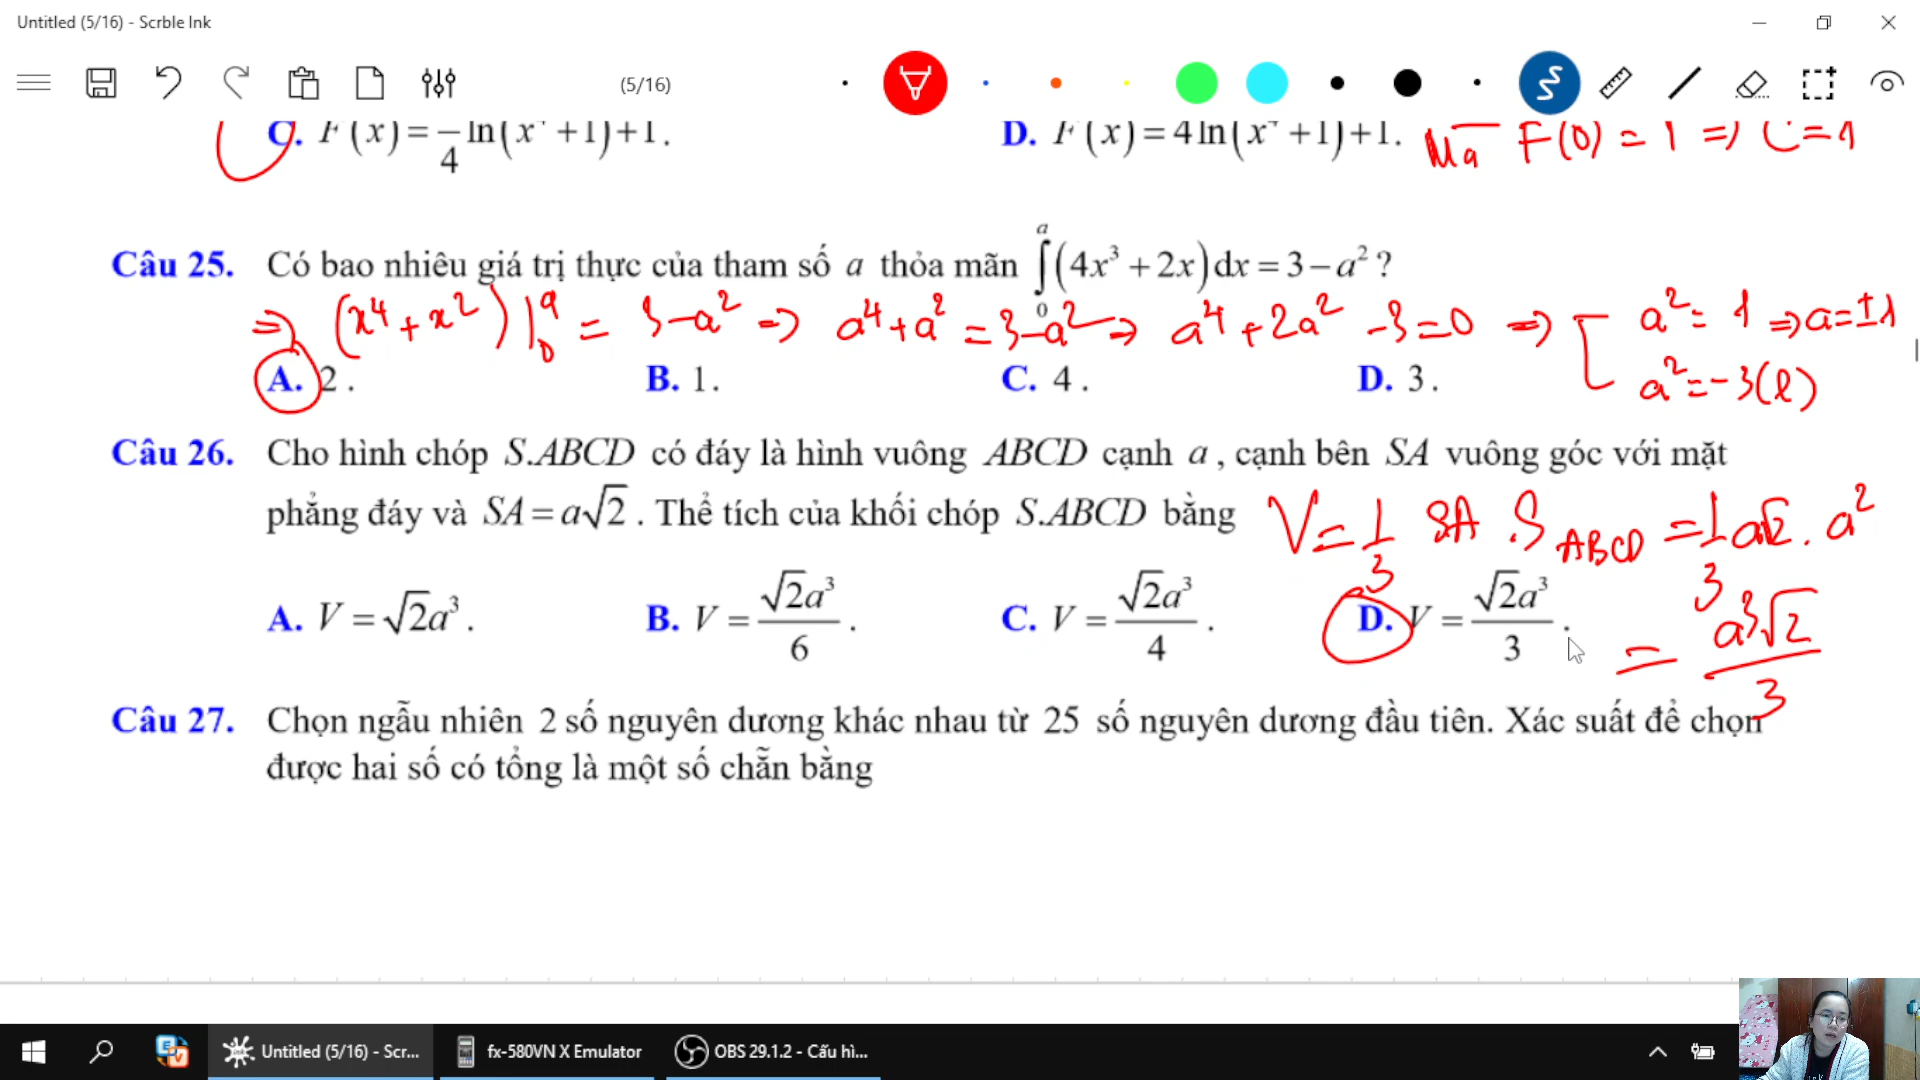 Untitled (5/16) - Scrble Ink
(5/16)
C. F(x) = /4 ln(x + 1) + 1.
D. F(x) = 4 ln(x + 1) + 1.
Mà F(0) = 1 => C = 1
Câu 25. Có bao nhiêu giá trị thực của tham số a thỏa mãn ∫₀ᵃ(4x³ + 2x)dx = 3 − a² ?
=> (x⁴ + x²)|₀ᵃ = 3 − a² => a⁴ + a² = 3 − a² => a⁴ + 2a² − 3 = 0 => [ a² = 1 => a = ±1
a² = −3 (l)
A. 2. B. 1. C. 4. D. 3.
Câu 26. Cho hình chóp S.ABCD có đáy là hình vuông ABCD cạnh a, cạnh bên SA vuông góc với mặt
phẳng đáy và SA = a√2. Thể tích của khối chóp S.ABCD bằng
V = 1/3 SA . S ABCD = 1/3 a√2 . a²
= a³√2/3
A. V = √2a³. B. V = √2a³/6. C. V = √2a³/4. D. V = √2a³/3.
Câu 27. Chọn ngẫu nhiên 2 số nguyên dương khác nhau từ 25 số nguyên dương đầu tiên. Xác suất để chọn
được hai số có tổng là một số chẵn bằng
Untitled (5/16) - Scr...
fx-580VN X Emulator
OBS 29.1.2 - Cấu hì...